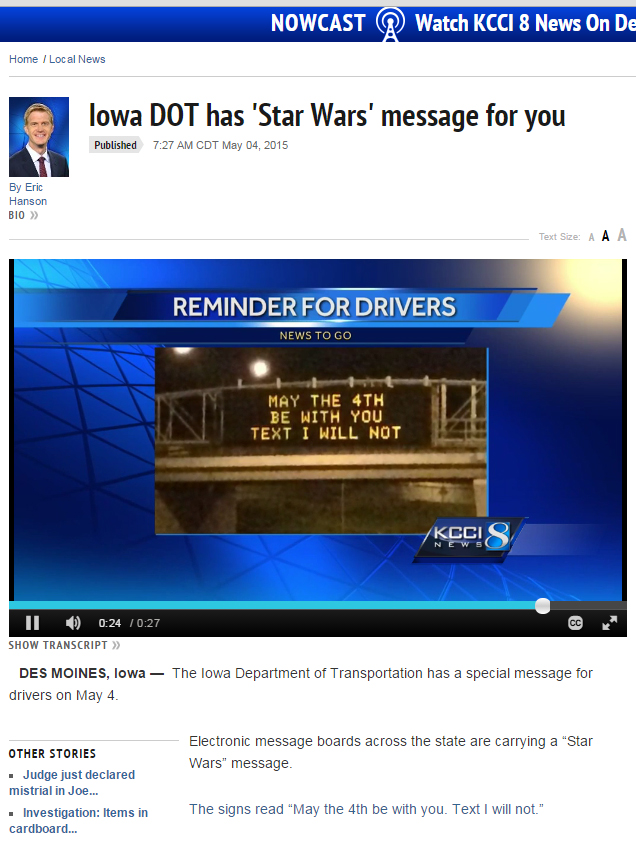 NOWCAST Watch KCCI 8 News On De
Home / Local News
Iowa DOT has 'Star Wars' message for you
Published 7:27 AM CDT May 04, 2015
By Eric
Hanson
BIO »
Text Size: A A A
REMINDER FOR DRIVERS
NEWS TO GO
MAY THE 4TH
BE WITH YOU
TEXT I WILL NOT
KCCI 8
NEWS
0:24 / 0:27
CC
SHOW TRANSCRIPT »
DES MOINES, Iowa — The Iowa Department of Transportation has a special message for
drivers on May 4.
Electronic message boards across the state are carrying a “Star
Wars” message.
The signs read “May the 4th be with you. Text I will not.”
OTHER STORIES
Judge just declared
mistrial in Joe...
Investigation: Items in
cardboard...